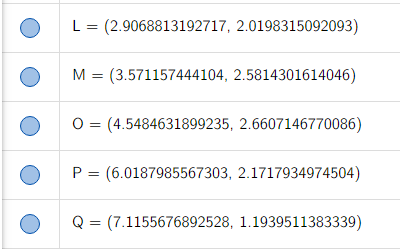 L = (2.9068813192717, 2.0198315092093)
M = (3.571157444104, 2.5814301614046)
O = (4.5484631899235, 2.6607146770086)
P = (6.0187985567303, 2.1717934974504)
Q = (7.1155676892528, 1.1939511383339)